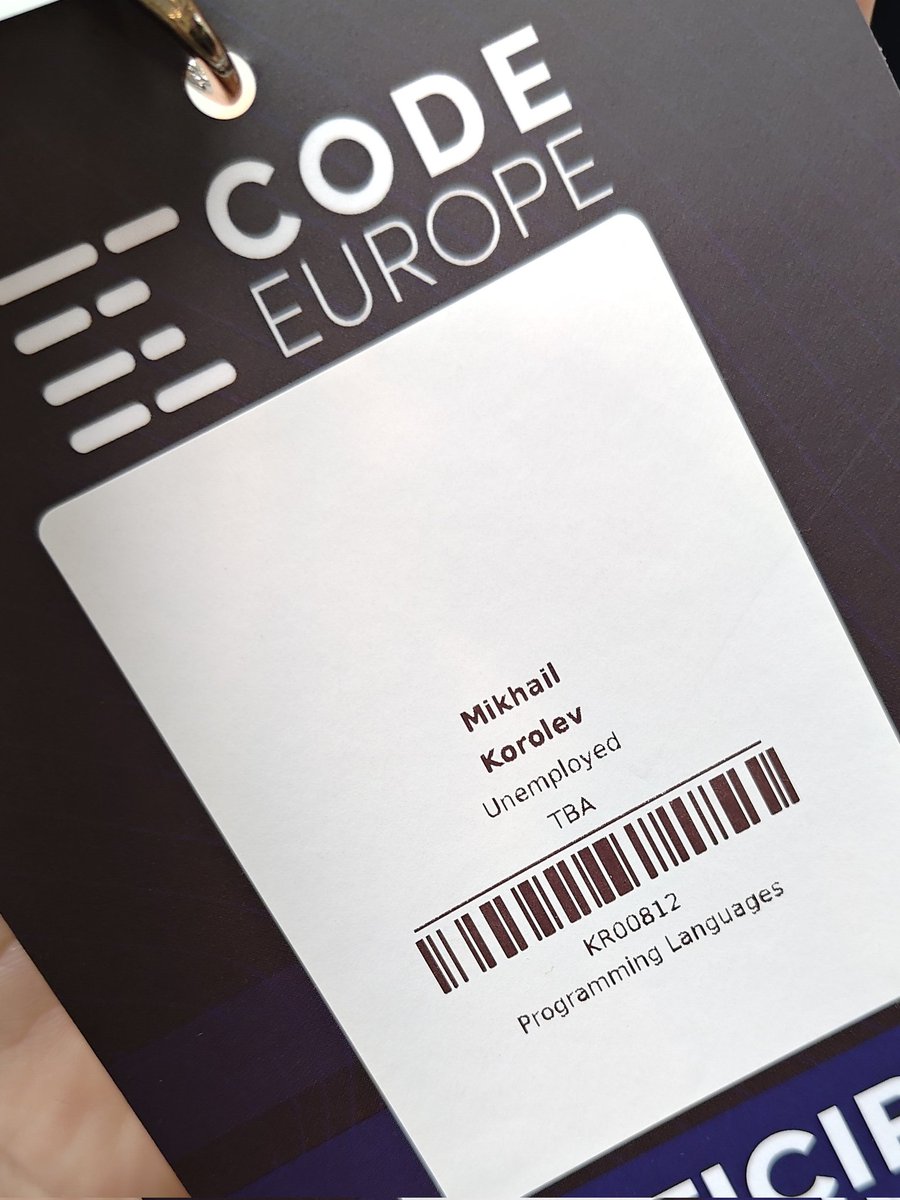 CODE
EUROPE
Mikhail
Korolev
Unemployed
TBA
KR00812
Programming Languages